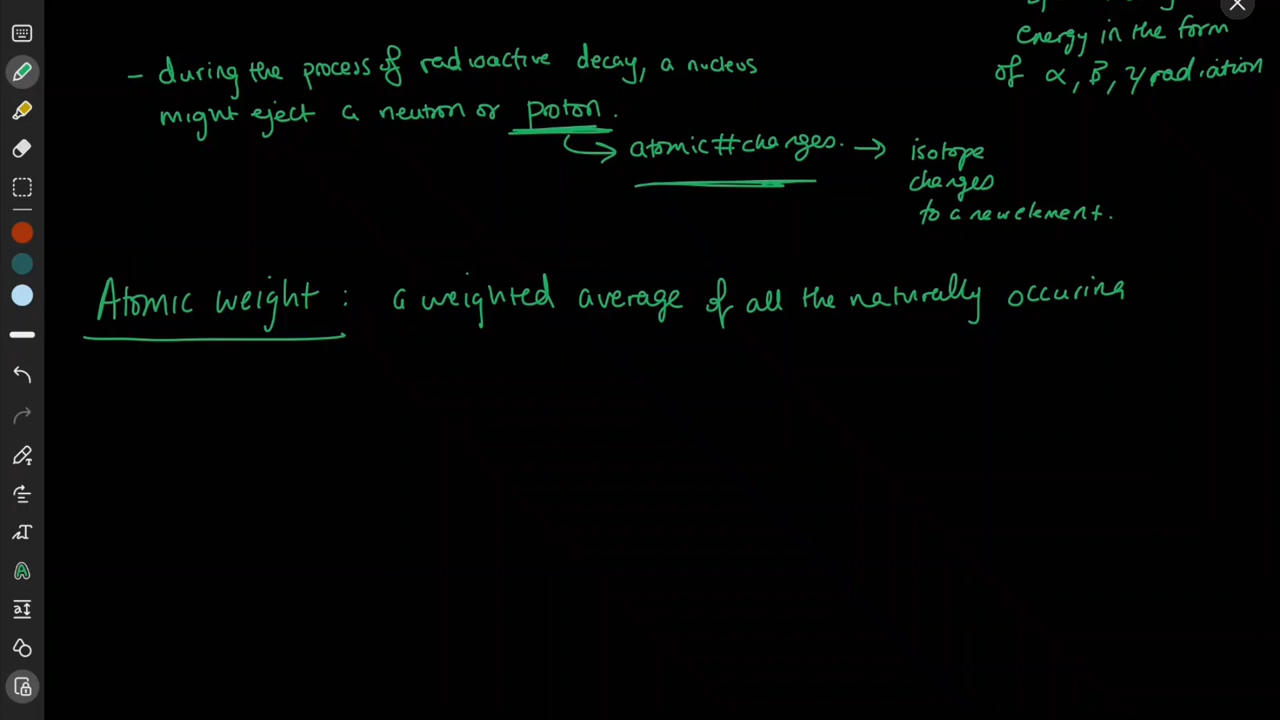 energy in the form
of α, β, γ radiation
- during the process of radioactive decay, a nucleus
might eject a neutron or proton.
atomic # changes. → isotope
changes
to a new element.
Atomic weight : a weighted average of all the naturally occuring